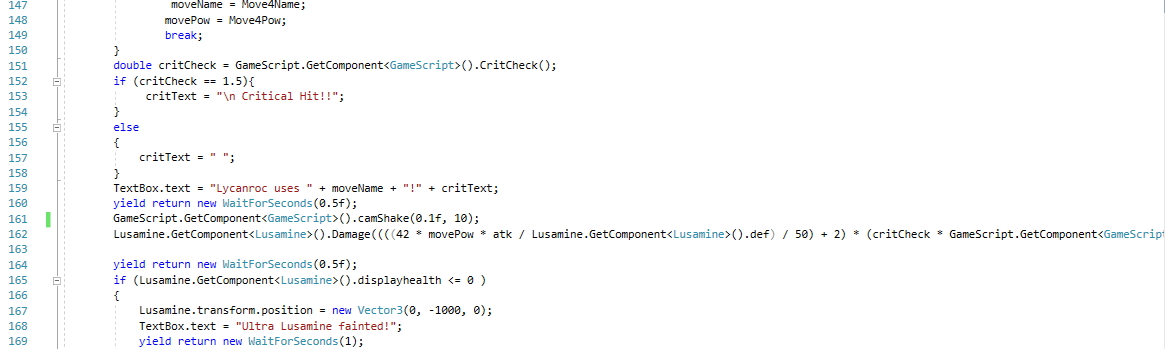 147 moveName = Move4Name;
148 movePow = Move4Pow;
149 break;
150 }
151 double critCheck = GameScript.GetComponent<GameScript>().CritCheck();
152 if (critCheck == 1.5){
153 critText = "\n Critical Hit!!";
154 }
155 else
156 {
157 critText = " ";
158 }
159 TextBox.text = "Lycanroc uses " + moveName + "!" + critText;
160 yield return new WaitForSeconds(0.5f);
161 GameScript.GetComponent<GameScript>().camShake(0.1f, 10);
162 Lusamine.GetComponent<Lusamine>().Damage((((42 * movePow * atk / Lusamine.GetComponent<Lusamine>().def) / 50) + 2) * (critCheck * GameScript.GetComponent<GameScript
163
164 yield return new WaitForSeconds(0.5f);
165 if (Lusamine.GetComponent<Lusamine>().displayhealth <= 0 )
166 {
167 Lusamine.transform.position = new Vector3(0, -1000, 0);
168 TextBox.text = "Ultra Lusamine fainted!";
169 yield return new WaitForSeconds(1);